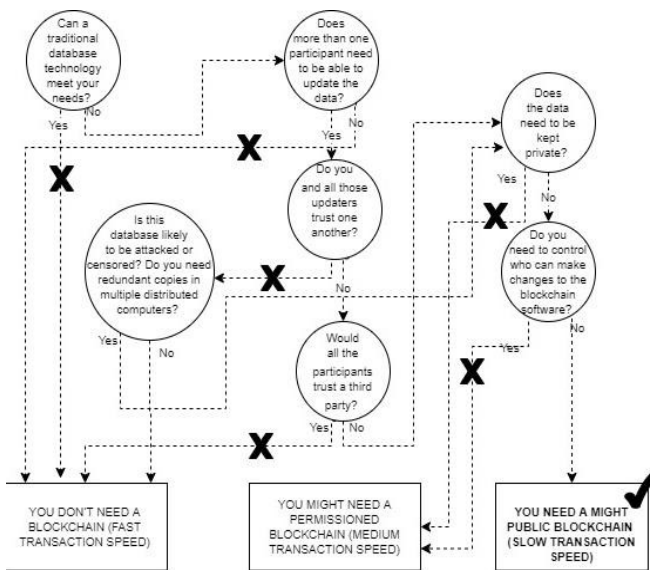 Can a
traditional
database
technology
meet your
needs?
No
Yes
Does
more than one
participant need
to be able to
update the
data?
Yes
No
X
X
Does
the data
need to be
kept
private?
Yes
No
X
Do you
and all those
updaters
trust one
another?
X
No
Is this
database likely
to be attacked or
censored? Do you need
redundant copies in
multiple distributed
computers?
Yes
No
Do you
need to control
who can make
changes to the
blockchain
software?
Yes
No
X
Would
all the
participants
trust a third
party?
Yes
No
X
YOU DON'T NEED A
BLOCKCHAIN (FAST
TRANSACTION SPEED)
YOU MIGHT NEED A
PERMISSIONED
BLOCKCHAIN (MEDIUM
TRANSACTION SPEED)
YOU NEED A MIGHT
PUBLIC BLOCKCHAIN
(SLOW TRANSACTION
SPEED)